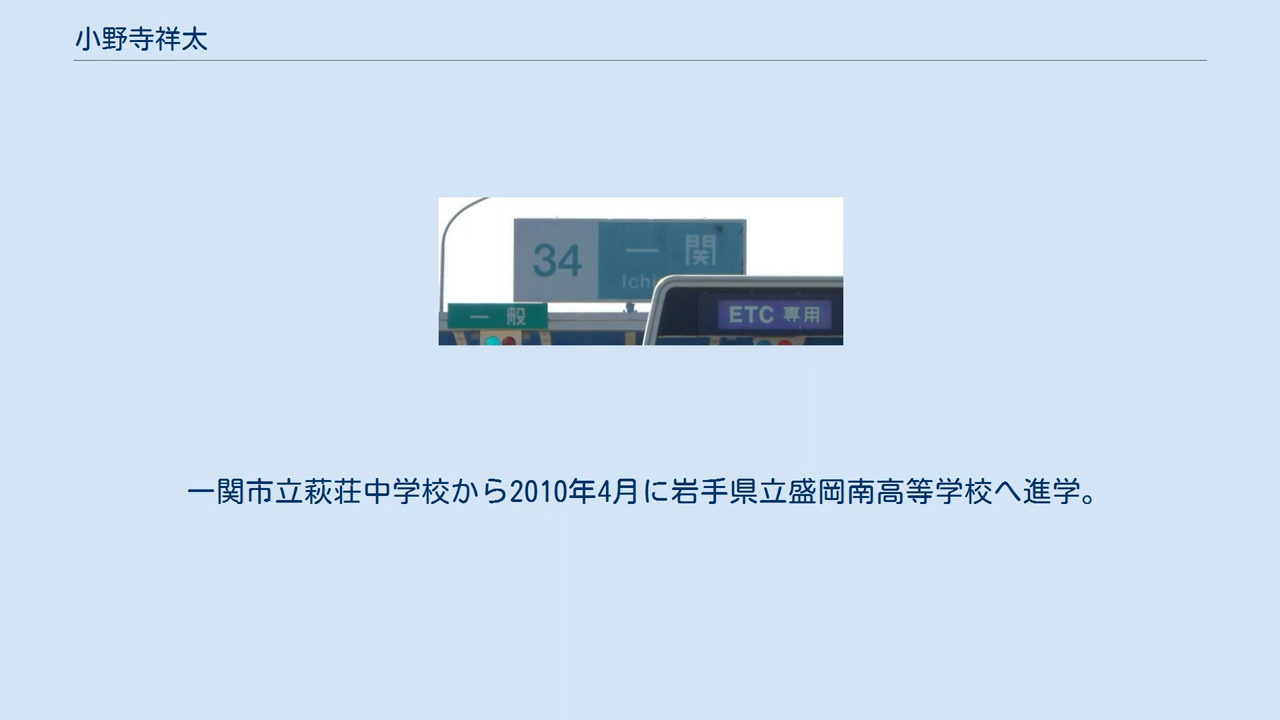 小野寺祥太
34 一関
Ichi
一般
ETC 専用
一関市立萩荘中学校から2010年4月に岩手県立盛岡南高等学校へ進学。